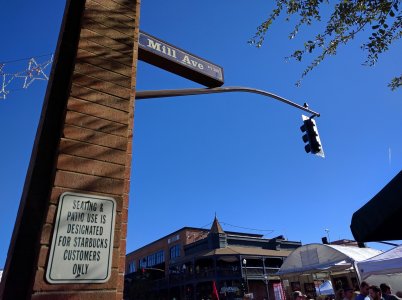 Mill Ave
SEATING &
PATIO USE IS
DESIGNATED
FOR STARBUCKS
CUSTOMERS
ONLY